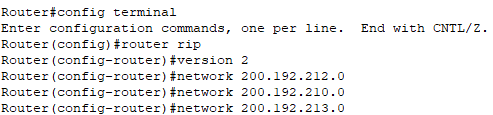 Router#config terminal
Enter configuration commands, one per line.  End with CNTL/Z.
Router(config)#router rip
Router(config-router)#version 2
Router(config-router)#network 200.192.212.0
Router(config-router)#network 200.192.210.0
Router(config-router)#network 200.192.213.0